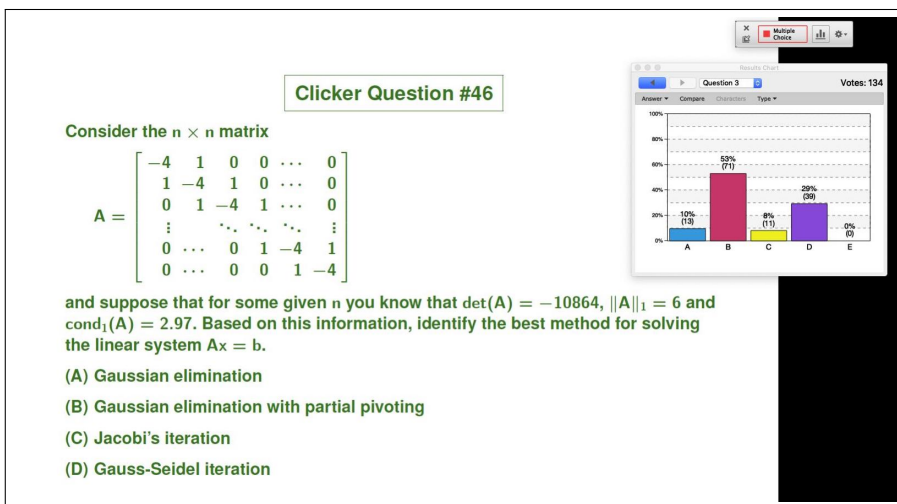 Clicker Question #46
Consider the n × n matrix
A = [ −4 1 0 0 ⋯ 0
1 −4 1 0 ⋯ 0
0 1 −4 1 ⋯ 0
⋮ ⋱ ⋱ ⋱ ⋮
0 ⋯ 0 1 −4 1
0 ⋯ 0 0 1 −4 ]
and suppose that for some given n you know that det(A) = −10864, ‖A‖₁ = 6 and
cond₁(A) = 2.97. Based on this information, identify the best method for solving
the linear system Ax = b.
(A) Gaussian elimination
(B) Gaussian elimination with partial pivoting
(C) Jacobi's iteration
(D) Gauss-Seidel iteration
Multiple
Choice
Results Chart
Question 3 Votes: 134
Answer Compare Characters Type
100%
80%
60%
40%
20%
0%
10%
(13)
53%
(71)
8%
(11)
29%
(39)
0%
(0)
A B C D E